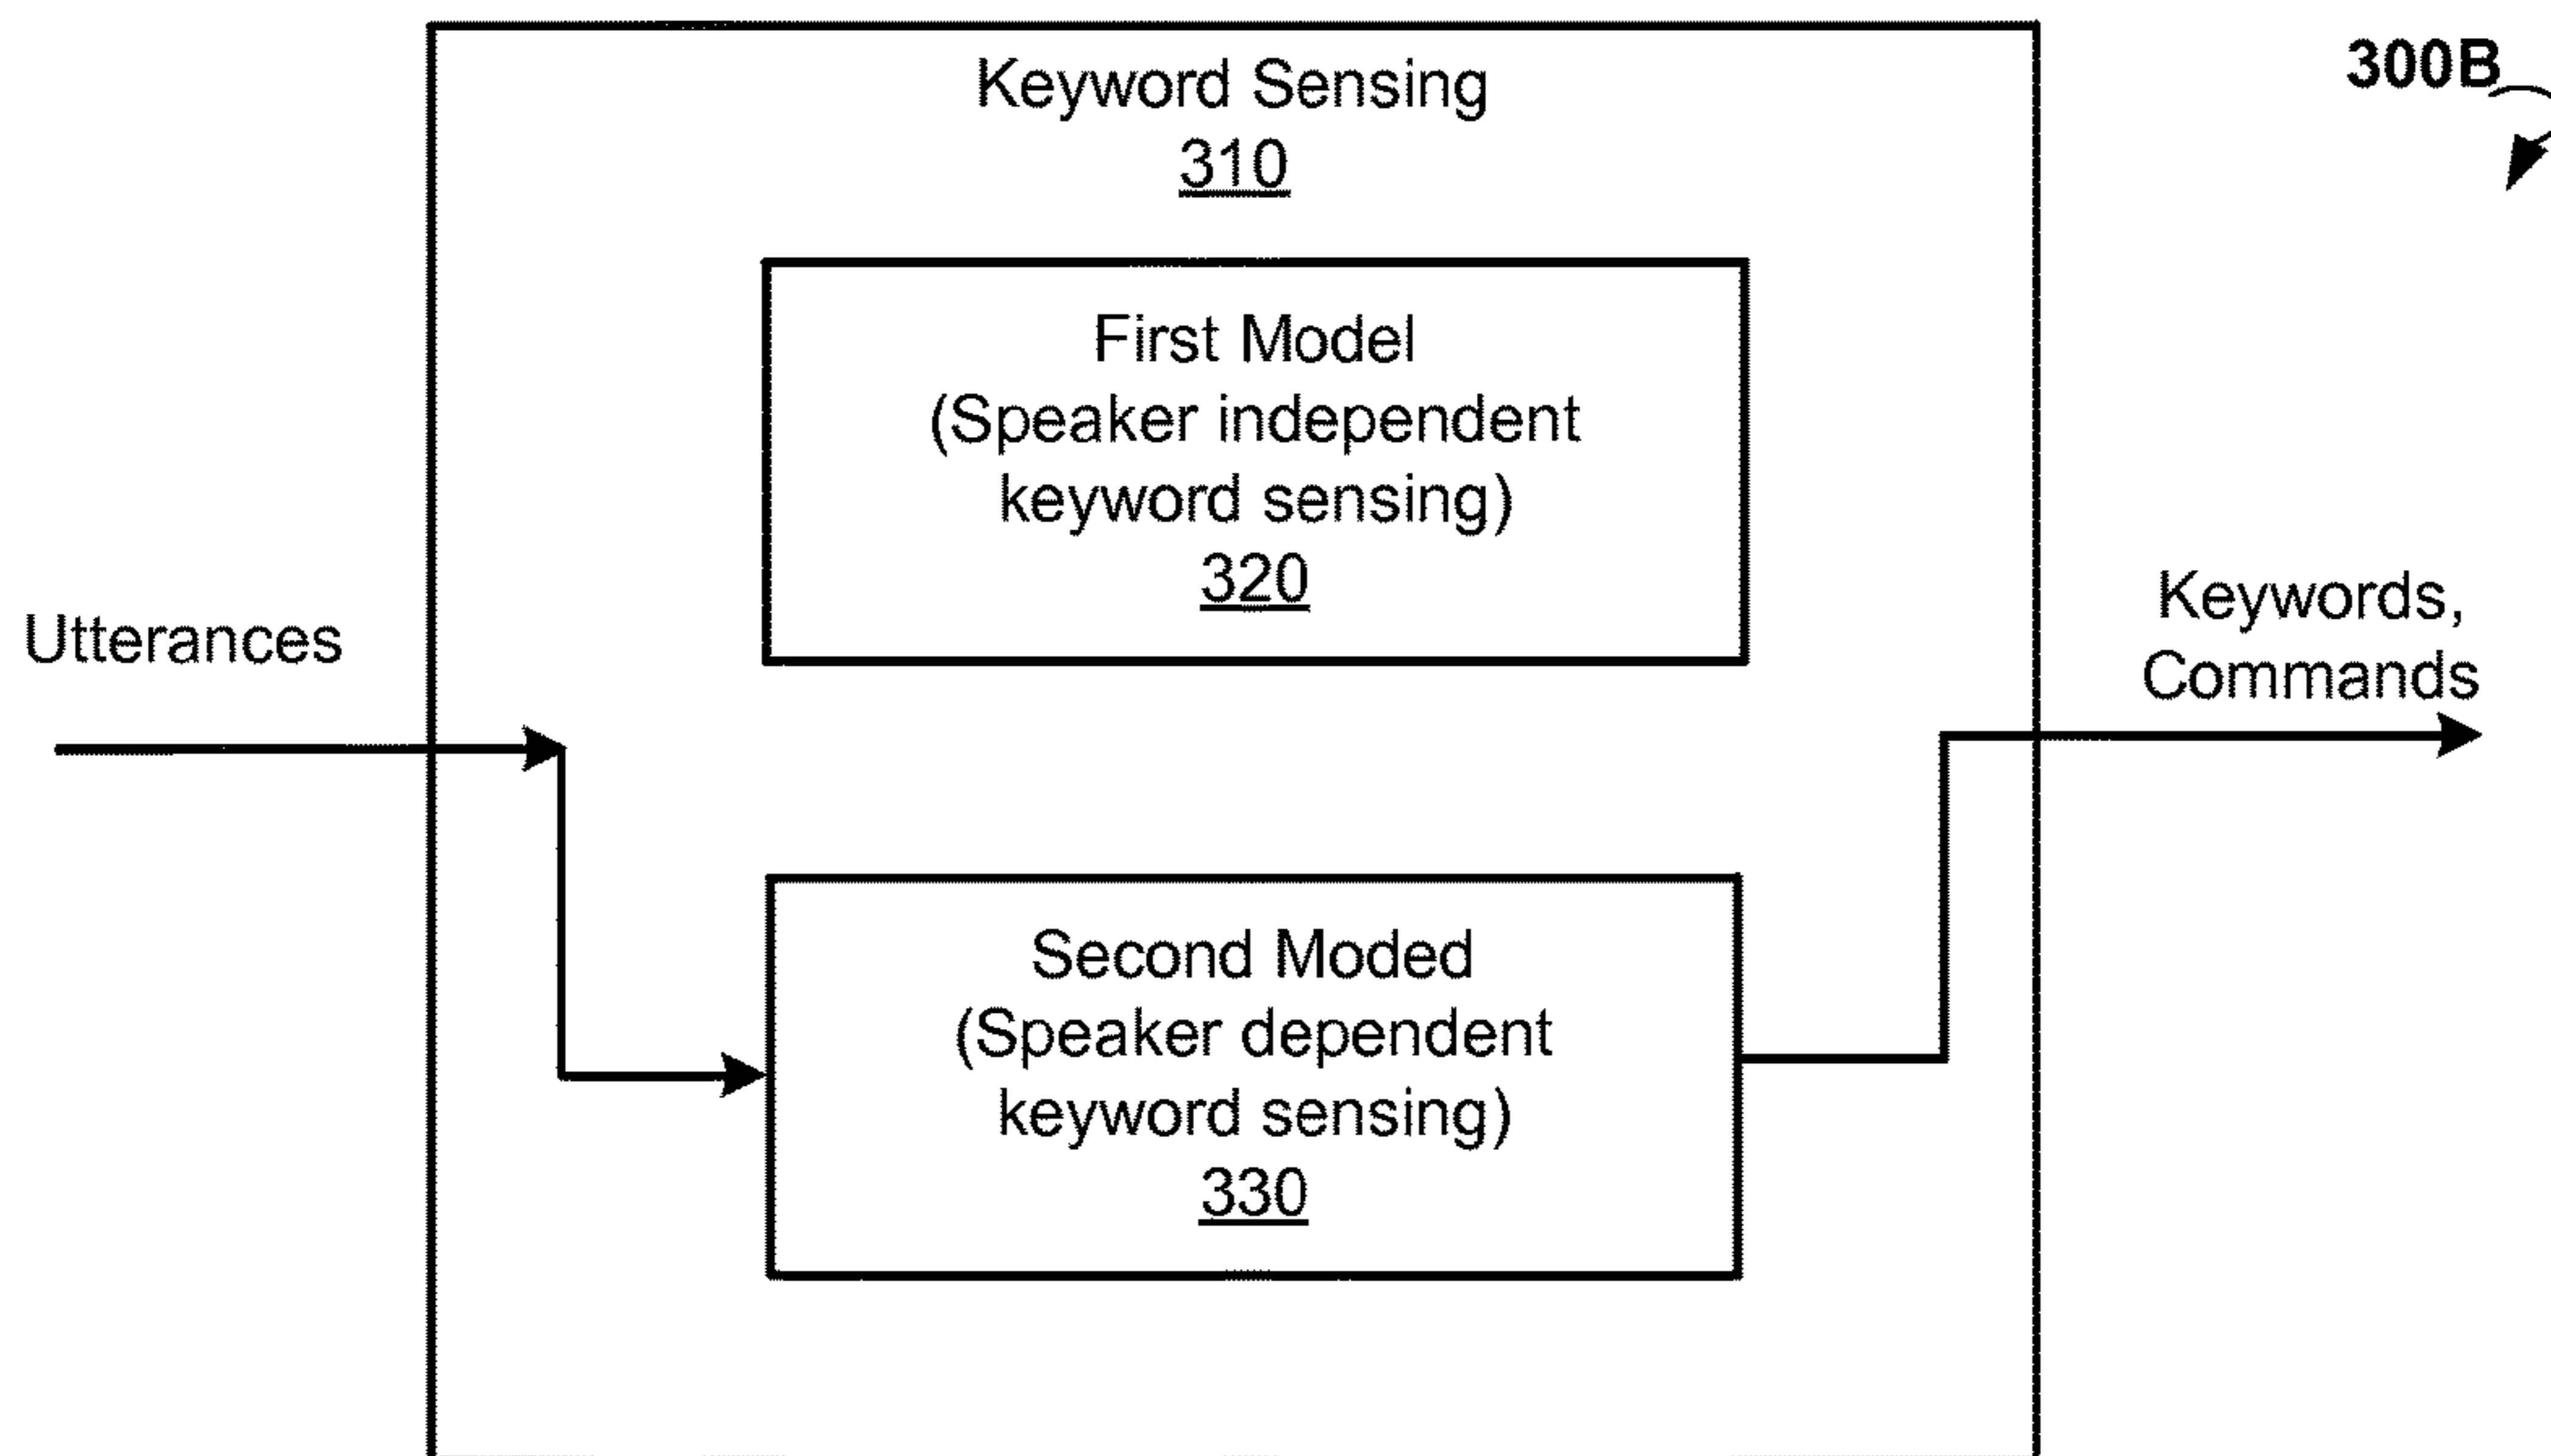 300B
Keyword Sensing
310
First Model
(Speaker independent
keyword sensing)
320
Utterances
Keywords,
Commands
Second Moded
(Speaker dependent
keyword sensing)
330